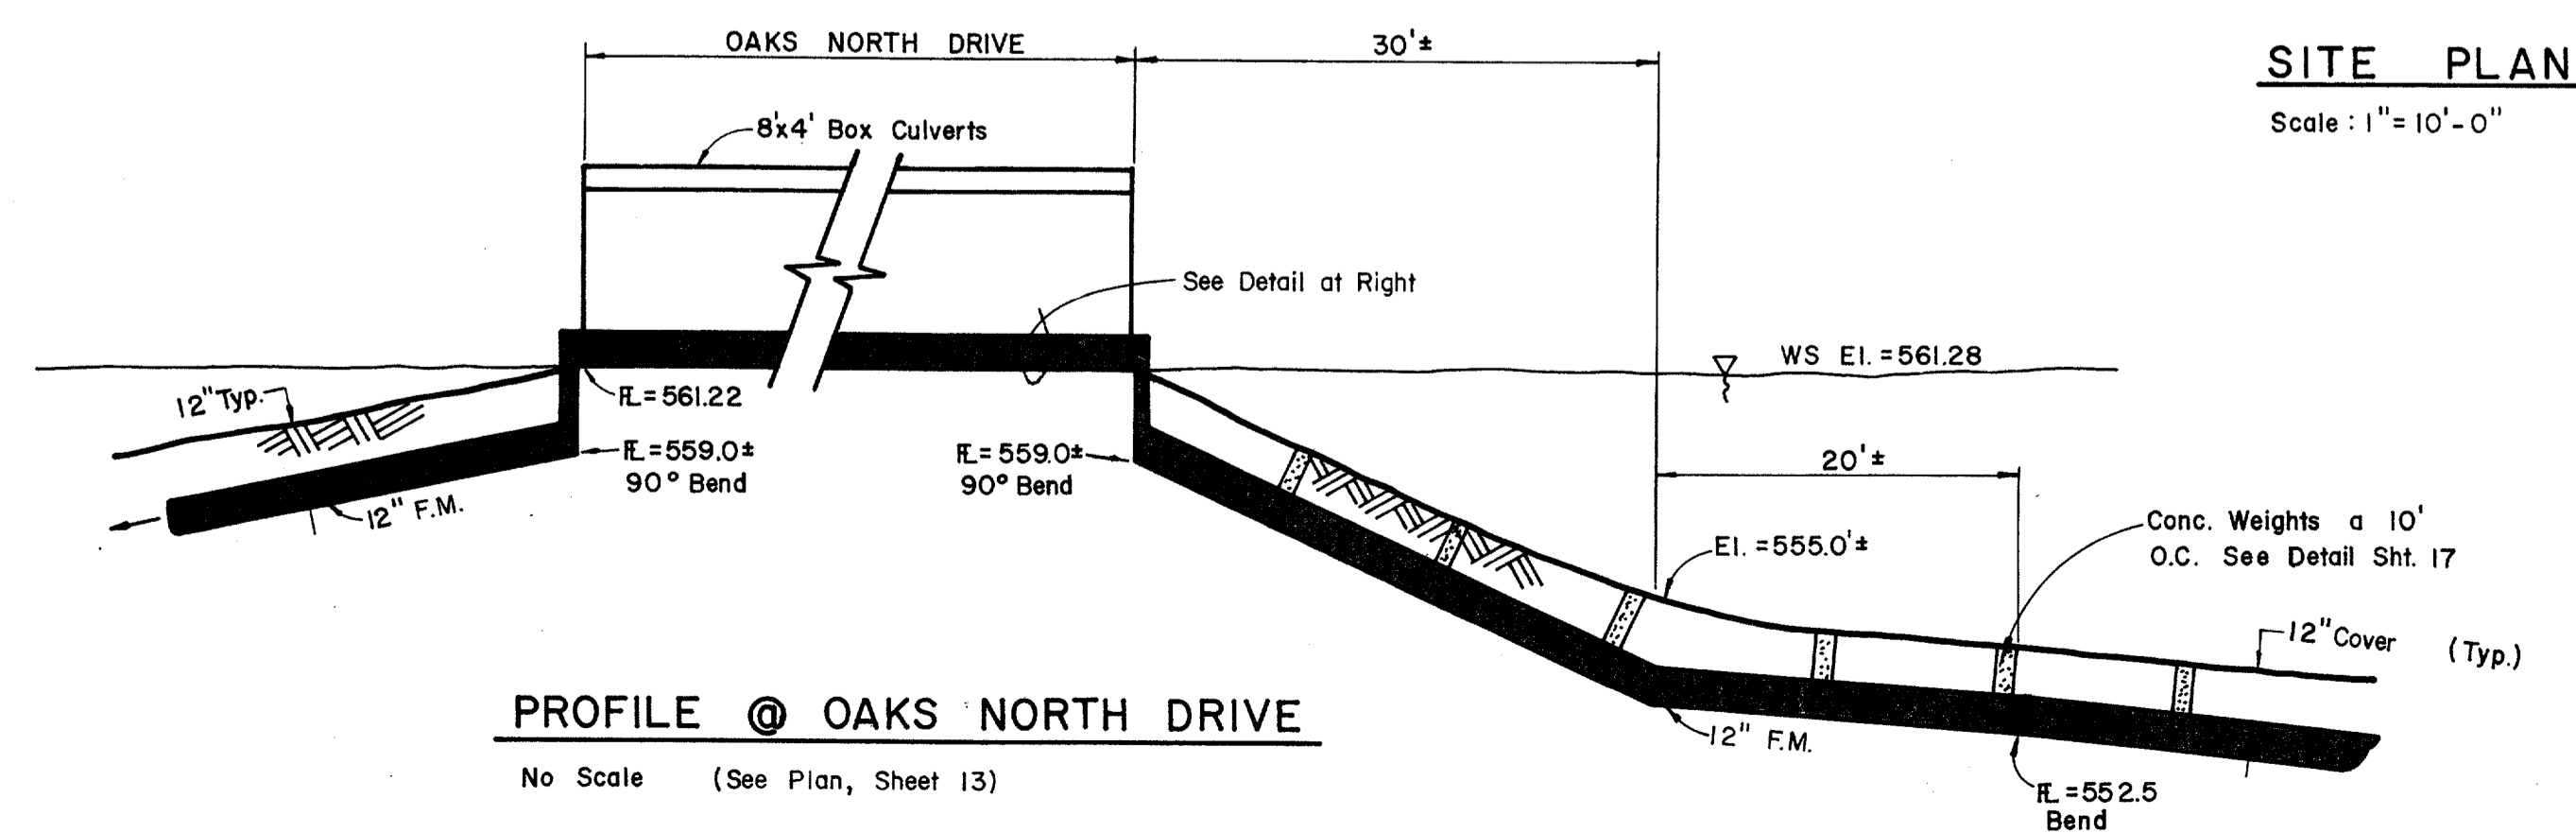 OAKS NORTH DRIVE
30'±
SITE PLAN
Scale : 1" = 10'-0"
8'x4' Box Culverts
See Detail at Right
WS El. = 561.28
12" Typ.
FL = 561.22
FL = 559.0±
90° Bend
FL = 559.0±
90° Bend
20'±
12" F.M.
Conc. Weights a 10'
O.C. See Detail Sht. 17
El. = 555.0'±
12" Cover (Typ.)
PROFILE @ OAKS NORTH DRIVE
12" F.M.
No Scale (See Plan, Sheet 13)
FL = 552.5
Bend